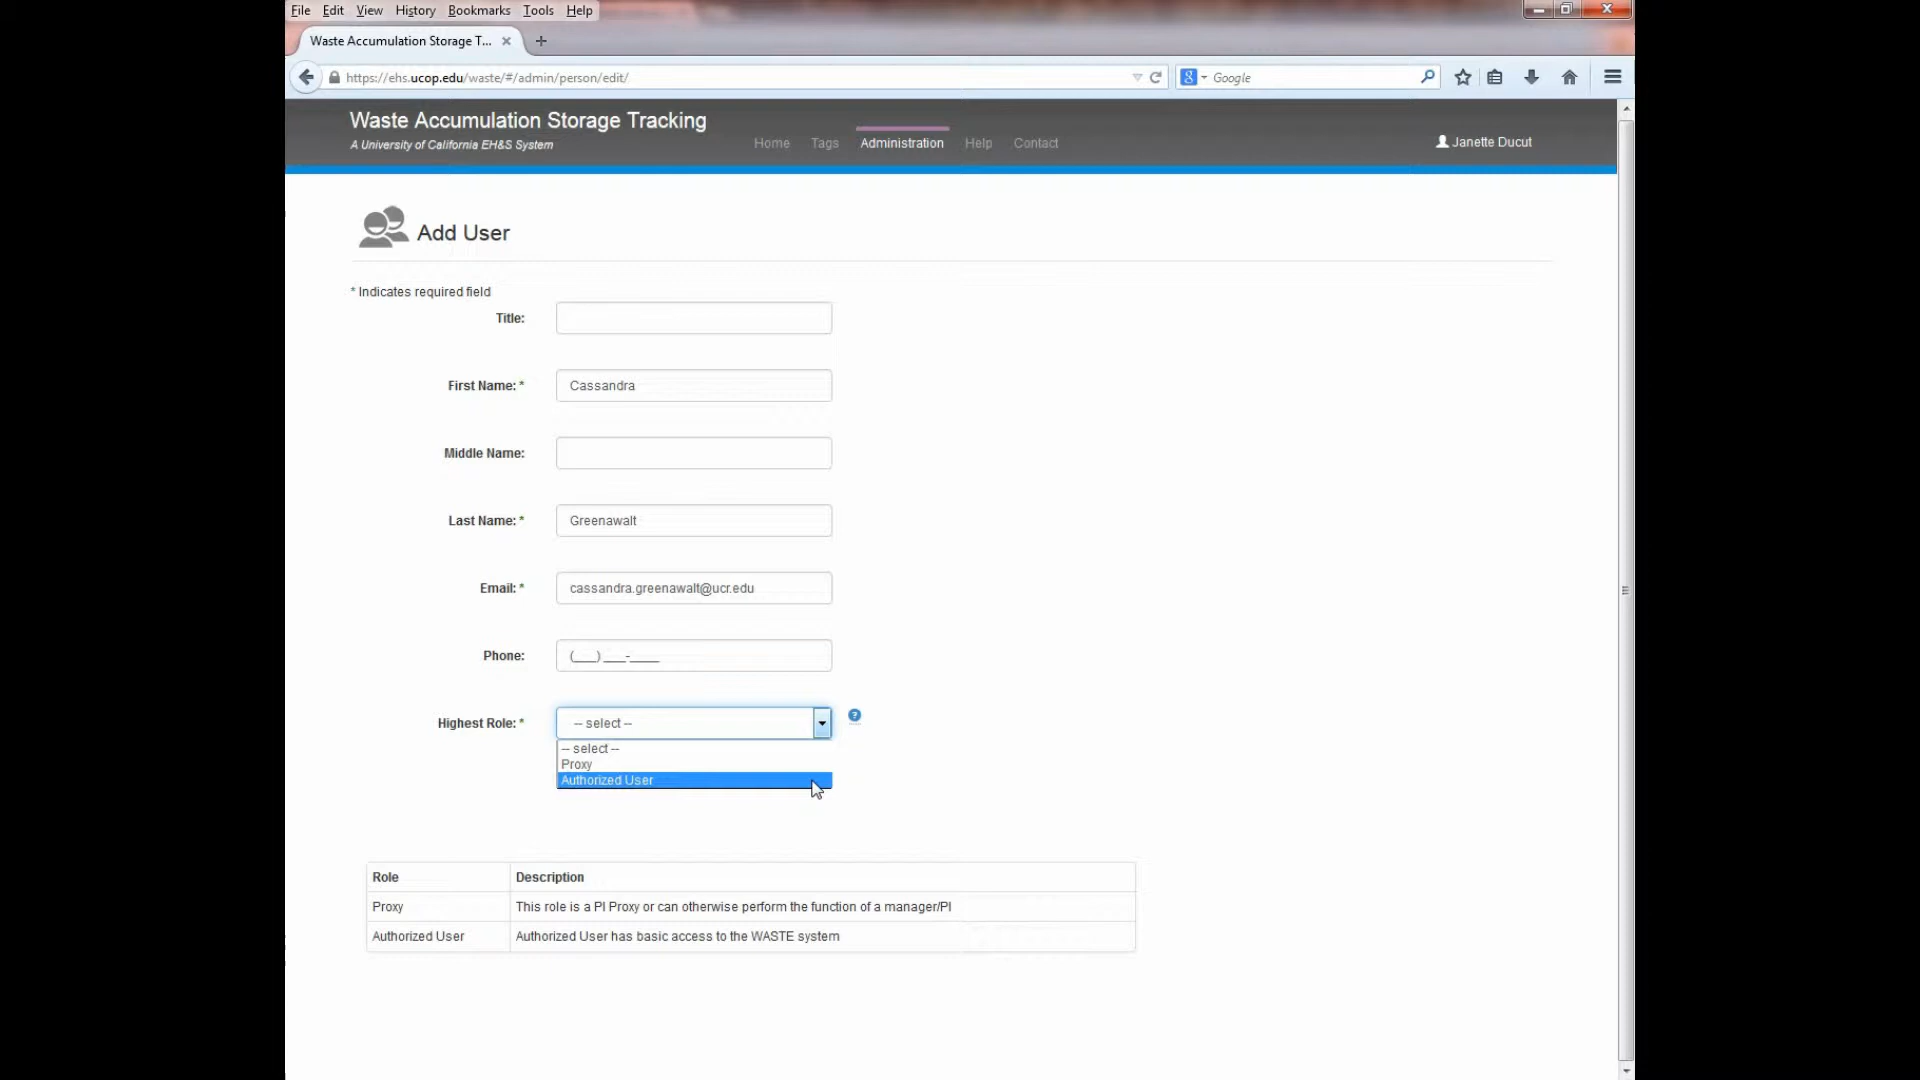 File Edit View History Bookmarks Tools Help
Waste Accumulation Storage T... × +
https://ehs.ucop.edu/waste/#/admin/person/edit/
8 Google
Waste Accumulation Storage Tracking
A University of California EH&S System
Home Tags Administration Help Contact
Janette Ducut
Add User
* Indicates required field
Title:
First Name: * Cassandra
Middle Name:
Last Name: * Greenawalt
Email: * cassandra.greenawalt@ucr.edu
Phone: (___) ___-____
Highest Role: * -- select -- ?
-- select --
Proxy
Authorized User
Role Description
Proxy This role is a PI Proxy or can otherwise perform the function of a manager/PI
Authorized User Authorized User has basic access to the WASTE system